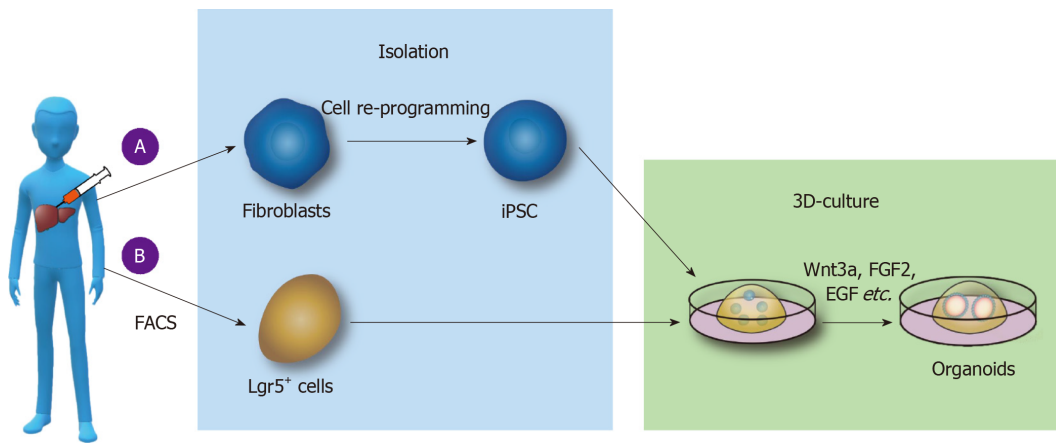 Isolation
A
Cell re-programming
Fibroblasts
iPSC
B
FACS
Lgr5⁺ cells
3D-culture
Wnt3a, FGF2,
EGF etc.
Organoids